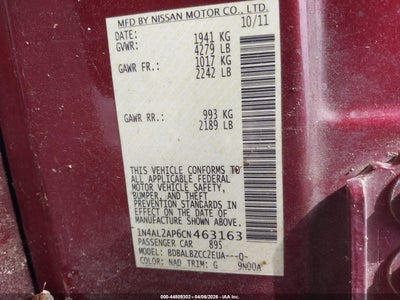 MFD BY NISSAN MOTOR CO., LTD.
DATE: 10/11
GVWR: 1941 KG
4279 LB
GAWR FR.: 1017 KG
2242 LB
GAWR RR.: 993 KG
2189 LB
THIS VEHICLE CONFORMS TO
ALL APPLICABLE FEDERAL
MOTOR VEHICLE SAFETY,
BUMPER, AND THEFT
PREVENTION STANDARDS IN
EFFECT ON THE DATE OF
MANUFACTURE SHOWN ABOVE.
1N4AL2AP6CN463163
PASSENGER CAR 895
MODEL: BDBALBZCC2EUA---Q-
COLOR: NAD TRIM: G 9N00A
000-44809302 - 04/06/2026 - IAA Inc.